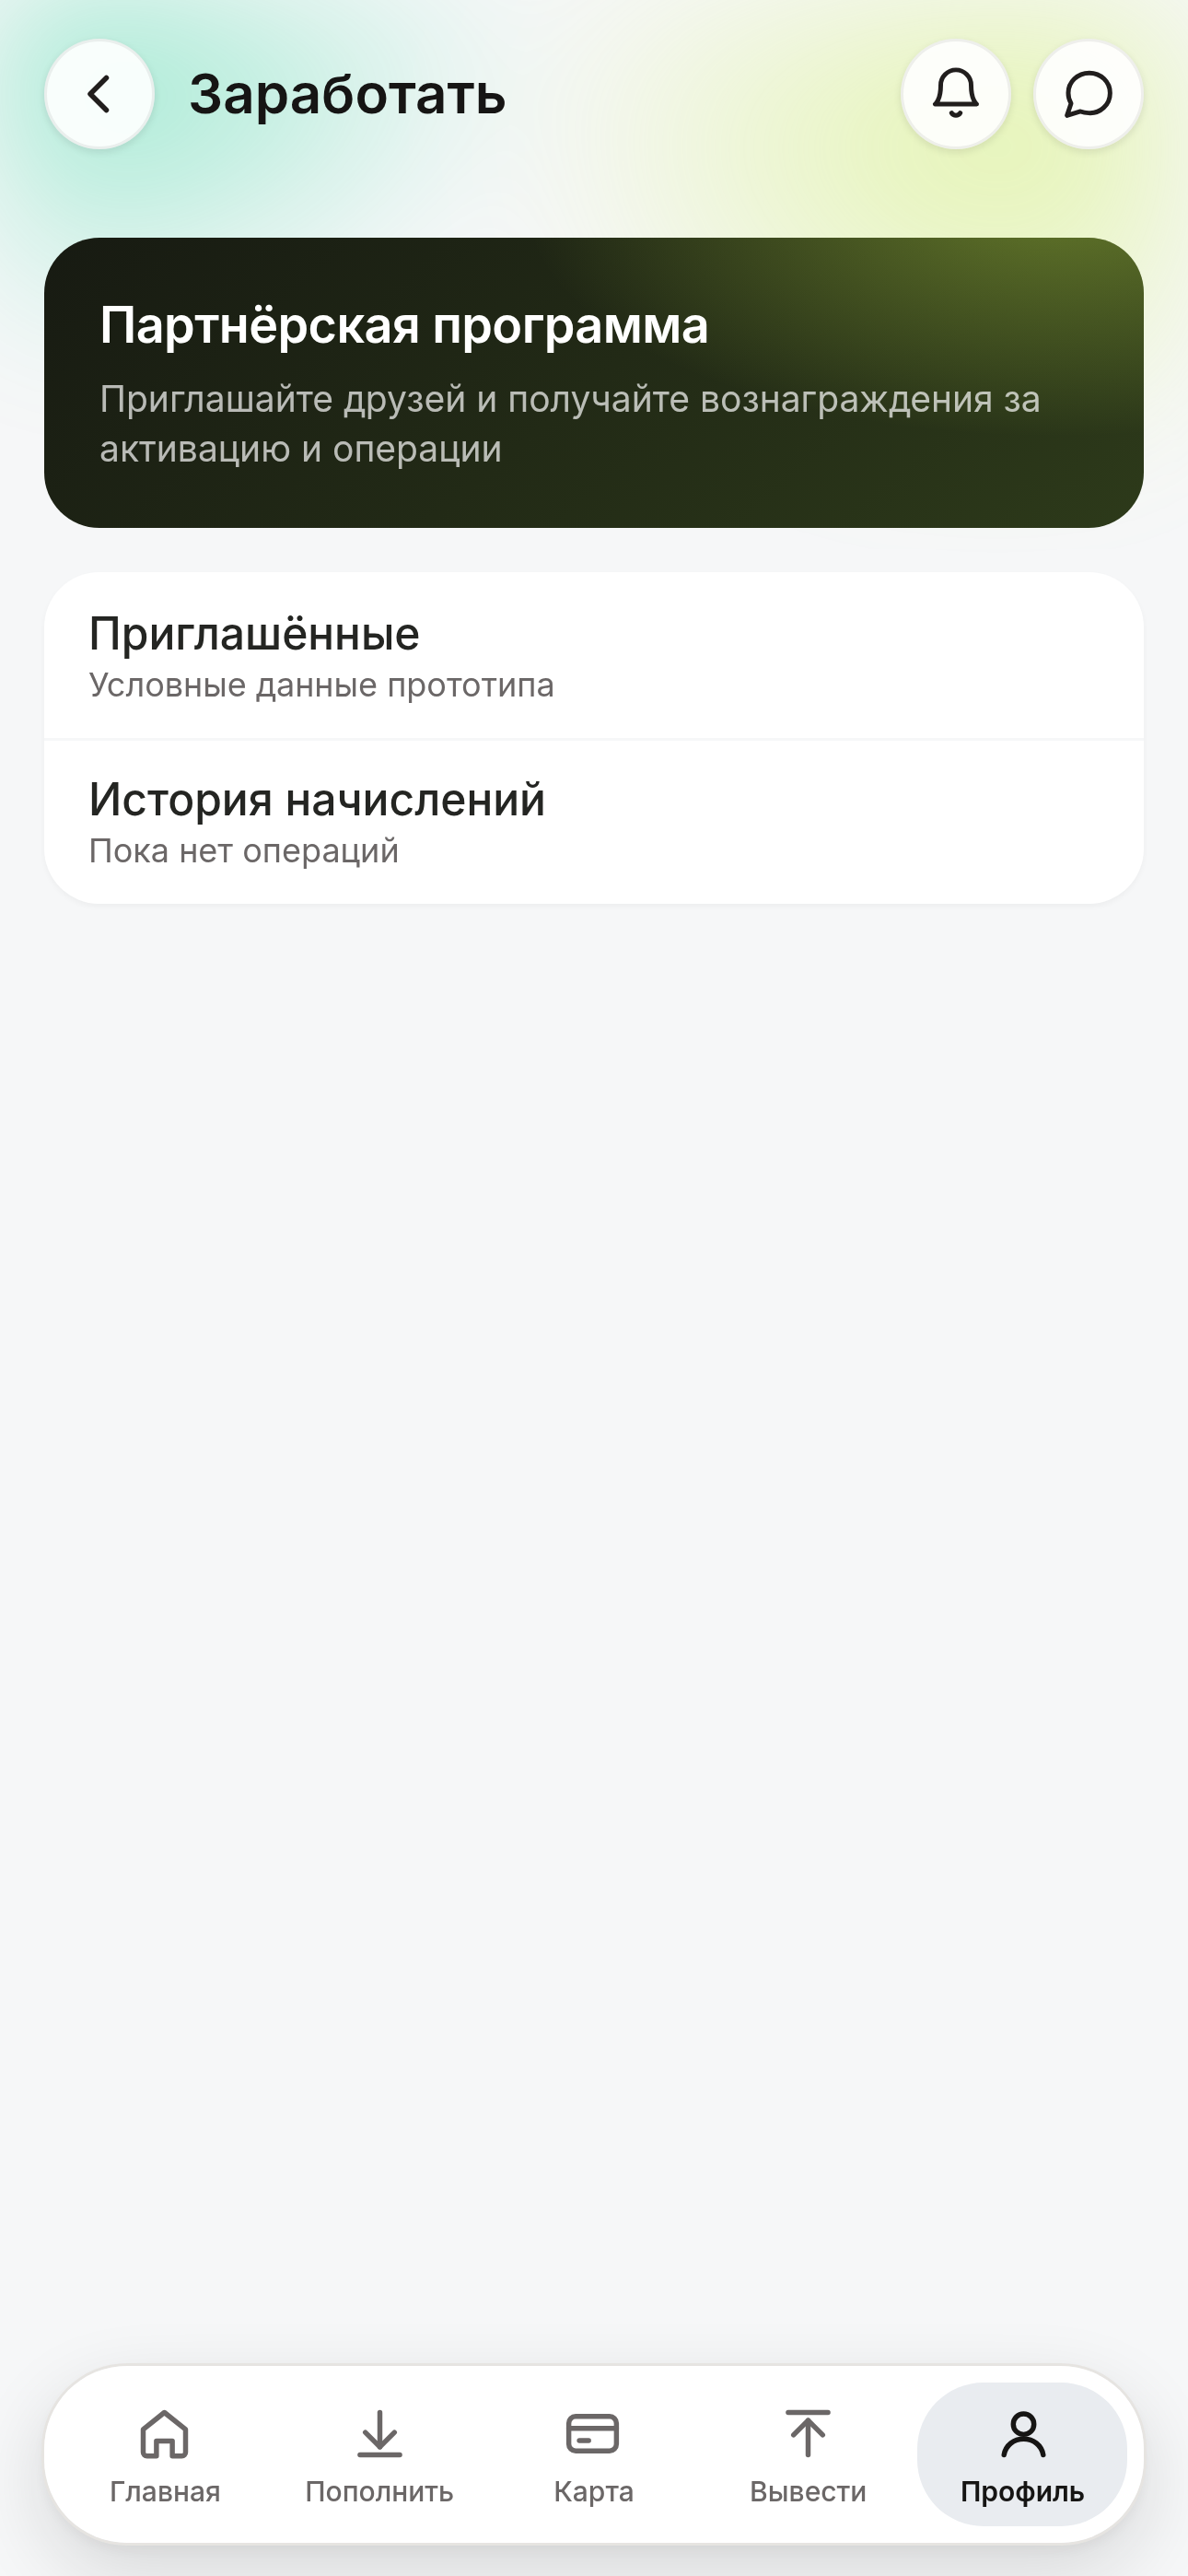 Заработать
Партнёрская программа
Приглашайте друзей и получайте вознаграждения за
активацию и операции
Приглашённые
Условные данные прототипа
История начислений
Пока нет операций
Главная
Пополнить
Карта
Вывести
Профиль